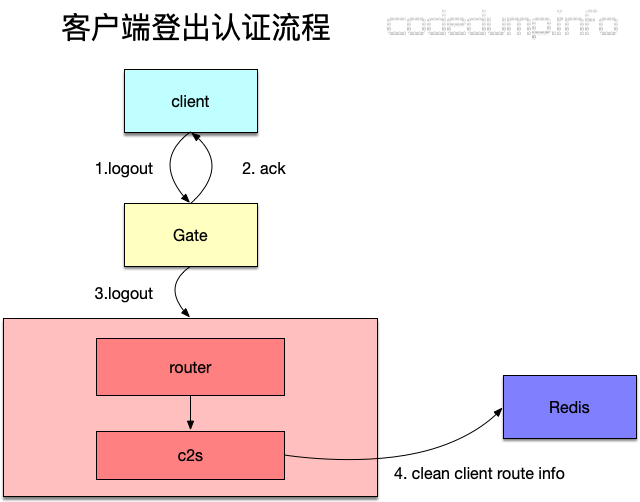 客户端登出认证流程
codedump.info
client
1.logout
2. ack
Gate
3.logout
router
Redis
c2s
4. clean client route info